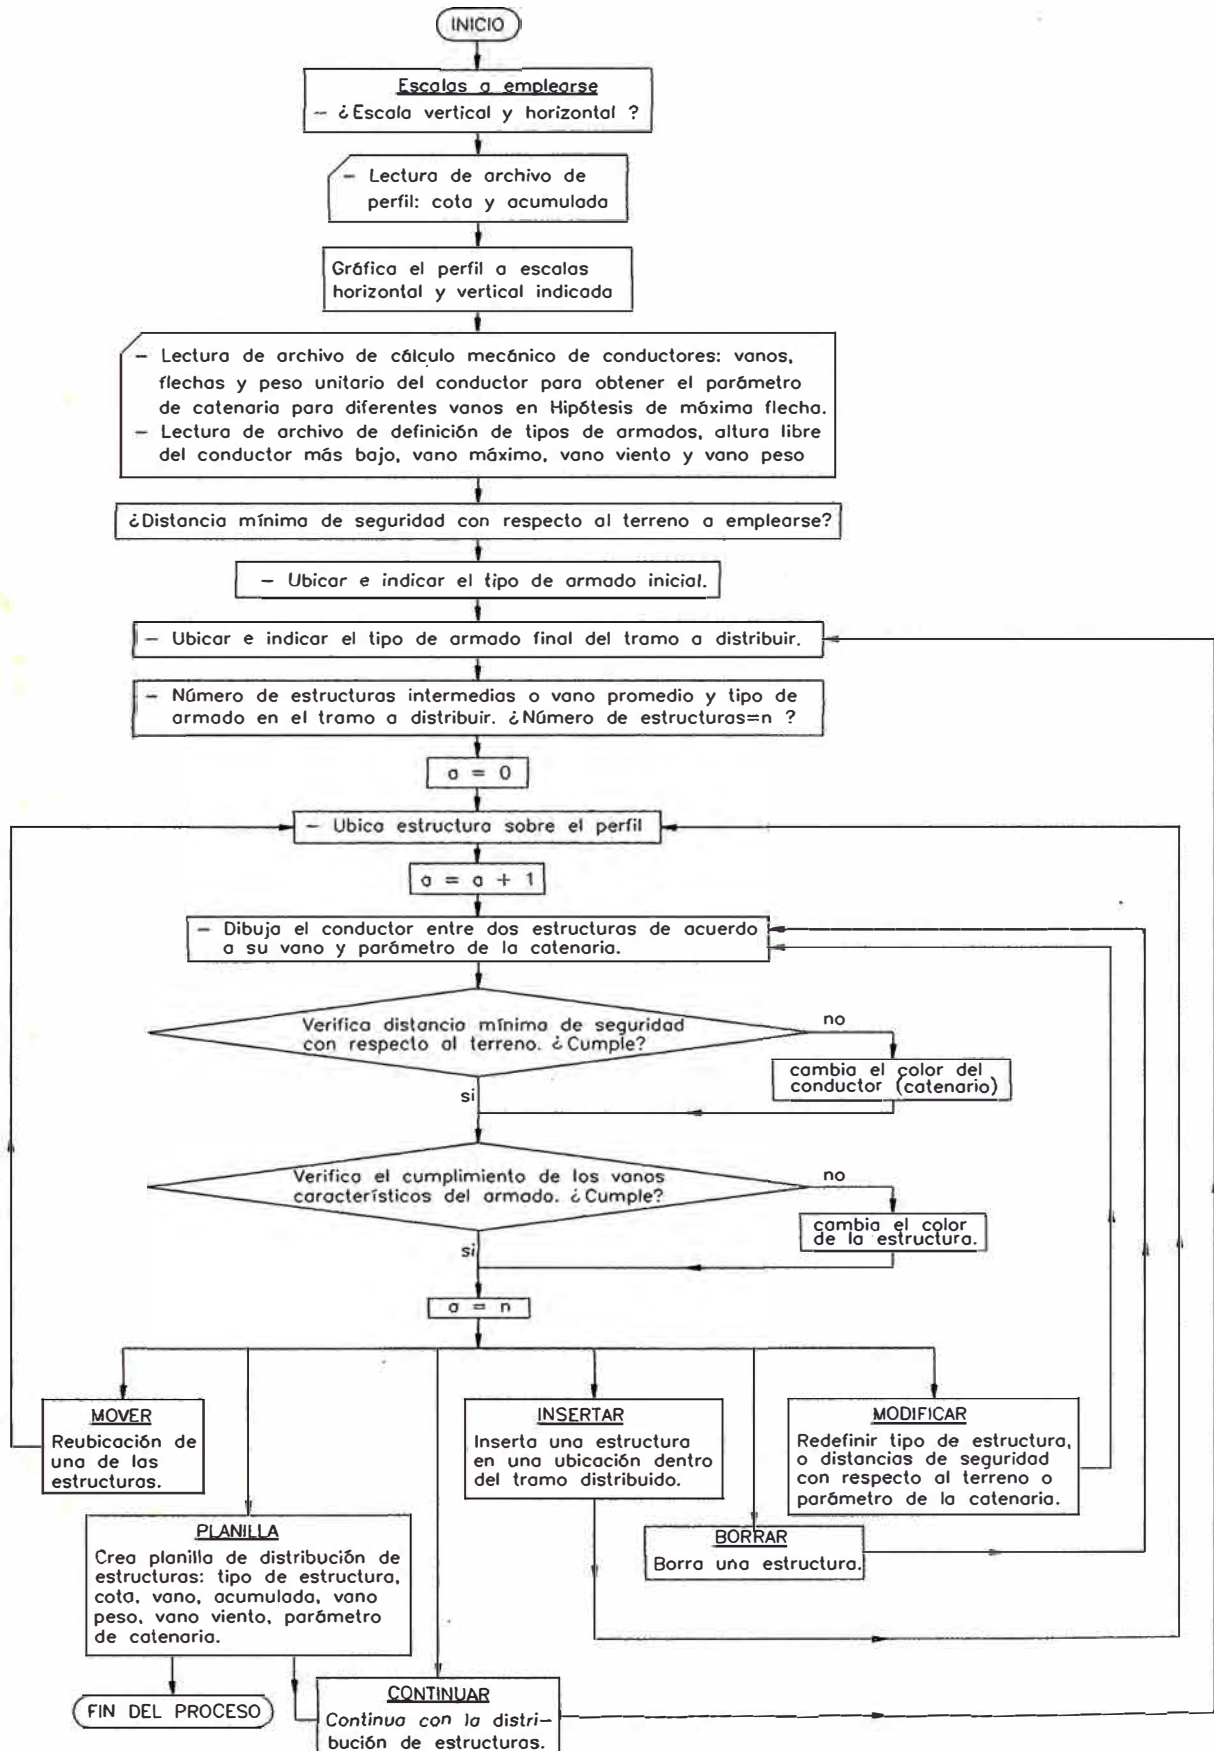 INICIO
Escalas a emplearse
- ¿Escala vertical y horizontal ?
- Lectura de archivo de
perfil: cota y acumulada
Gráfica el perfil a escalas
horizontal y vertical indicada
- Lectura de archivo de cálculo mecánico de conductores: vanos,
flechas y peso unitario del conductor para obtener el parámetro
de catenaria para diferentes vanos en Hipótesis de máxima flecha.
- Lectura de archivo de definición de tipos de armados, altura libre
del conductor más bajo, vano máximo, vano viento y vano peso
¿Distancia mínima de seguridad con respecto al terreno a emplearse?
- Ubicar e indicar el tipo de armado inicial.
- Ubicar e indicar el tipo de armado final del tramo a distribuir.
- Número de estructuras intermedias o vano promedio y tipo de
armado en el tramo a distribuir. ¿Número de estructuras=n ?
a = 0
- Ubica estructura sobre el perfil
a = a + 1
- Dibuja el conductor entre dos estructuras de acuerdo
a su vano y parámetro de la catenaria.
Verifica distancia mínima de seguridad
con respecto al terreno. ¿Cumple?
no
cambia el color del
conductor (catenario)
si
Verifica el cumplimiento de los vanos
característicos del armado. ¿Cumple?
no
cambia el color
de la estructura.
si
a = n
MOVER
Reubicación de
una de las
estructuras.
INSERTAR
Inserta una estructura
en una ubicación dentro
del tramo distribuido.
MODIFICAR
Redefinir tipo de estructura,
o distancias de seguridad
con respecto al terreno o
parámetro de la catenaria.
PLANILLA
Crea planilla de distribución de
estructuras: tipo de estructura,
cota, vano, acumulada, vano
peso, vano viento, parámetro
de catenaria.
BORRAR
Borra una estructura.
FIN DEL PROCESO
CONTINUAR
Continua con la distri-
bución de estructuras.